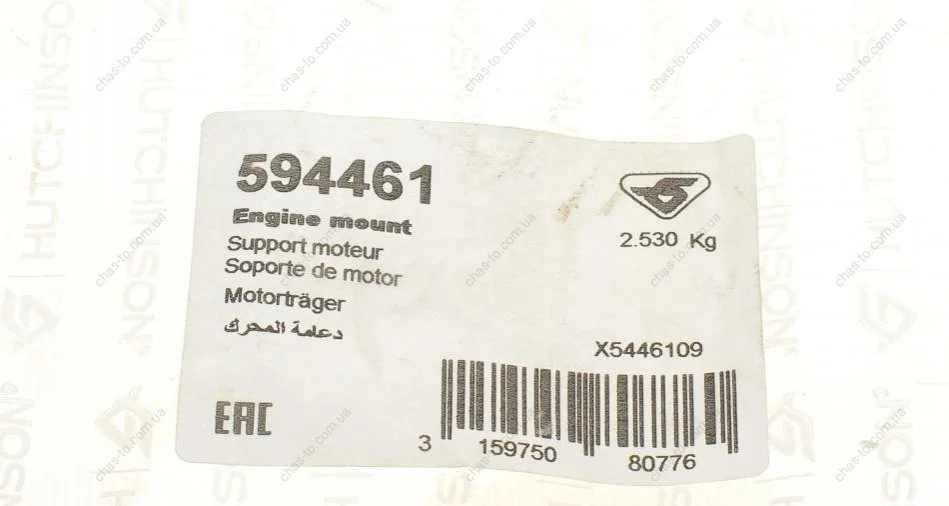 594461
Engine mount
Support moteur
Soporte de motor
Motorträger
دعامة المحرك
2.530 Kg
X5446109
EAC
3 159750 80776
HUTCHINSON
chas-to.com.ua